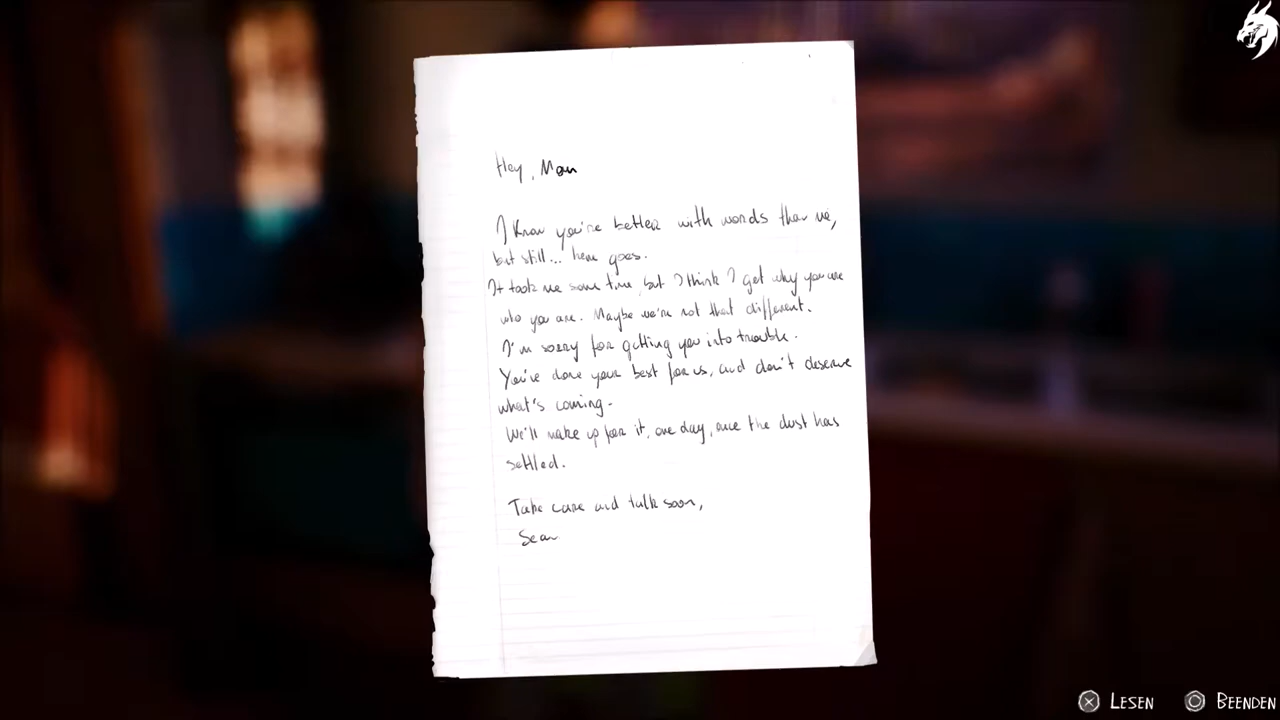 Hey, Mom
I know you're better with words than me,
but still... here goes.
It took me some time, but I think I get why you are
who you are. Maybe we're not that different.
I'm sorry for getting you into trouble.
You've done your best for us, and don't deserve
what's coming.
We'll make up for it, one day, once the dust has
settled.
Take care and talk soon,
Sean
LESEN
BEENDEN